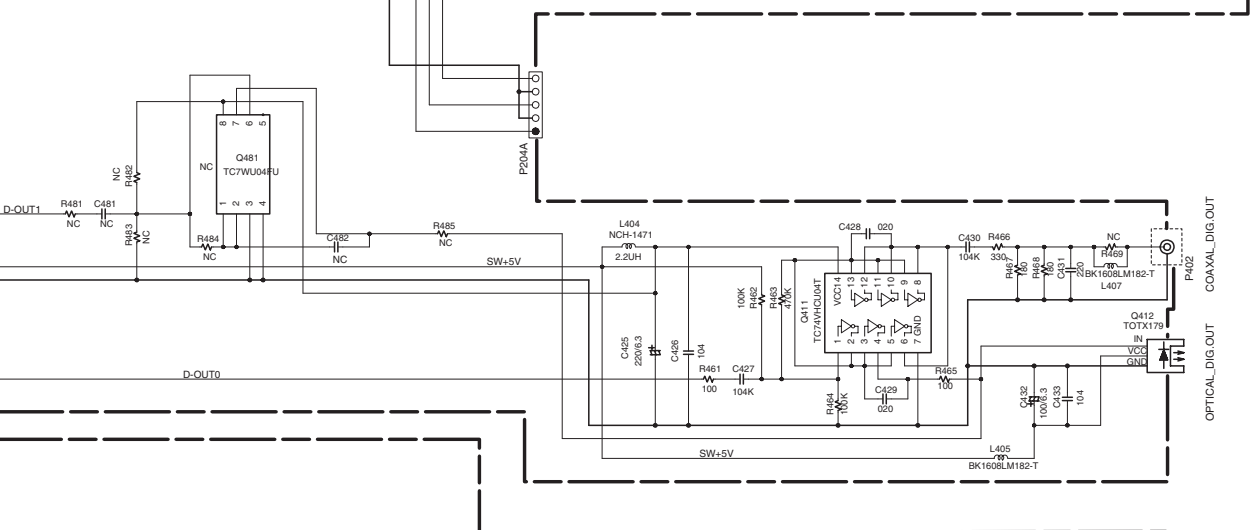 P204A
NC
R482
NC
Q481
TC7WU04FU
8
7
6
5
1
2
3
4
D-OUT1
R481
NC
C481
NC
R483
NC
R484
NC
C482
NC
R485
NC
SW+5V
L404
NCH-1471
2.2UH
C428
020
C430
104K
R466
330
R467
180
R468
180
C431
220
NC
R469
BK1608LM182-T
L407
P402
COAXAL_DIG.OUT
100K
R462
R463
470K
Q411
TC74VHCU04T
VCC14
13
12
11
10
9
8
1
2
3
4
5
6
7
GND
C425
220/6.3
C426
104
Q412
TOTX179
IN
VCC
GND
OPTICAL_DIG.OUT
D-OUT0
R461
100
C427
104K
R464
100K
C429
020
R465
100
C432
100/6.3
C433
104
SW+5V
L405
BK1608LM182-T